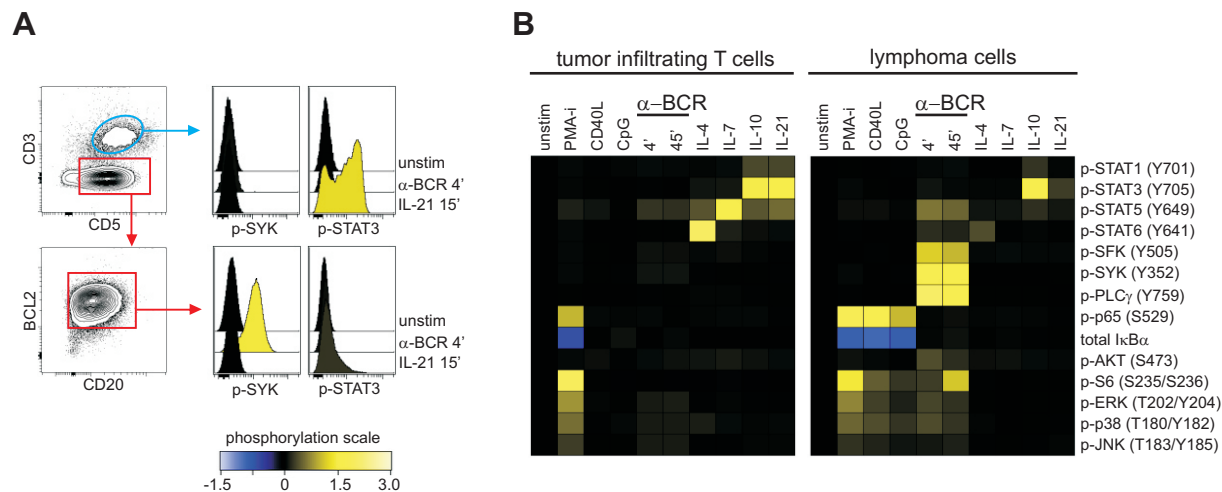 A
CD3
CD5
BCL2
CD20
unstim
α-BCR 4’
IL-21 15’
p-SYK
p-STAT3
unstim
α-BCR 4’
IL-21 15’
p-SYK
p-STAT3
phosphorylation scale
-1.5 0 1.5 3.0
B
tumor infiltrating T cells
lymphoma cells
α–BCR
α–BCR
unstim PMA-i CD40L CpG 4’ 45’ IL-4 IL-7 IL-10 IL-21
unstim PMA-i CD40L CpG 4’ 45’ IL-4 IL-7 IL-10 IL-21
p-STAT1 (Y701)
p-STAT3 (Y705)
p-STAT5 (Y649)
p-STAT6 (Y641)
p-SFK (Y505)
p-SYK (Y352)
p-PLCγ (Y759)
p-p65 (S529)
total IκBα
p-AKT (S473)
p-S6 (S235/S236)
p-ERK (T202/Y204)
p-p38 (T180/Y182)
p-JNK (T183/Y185)